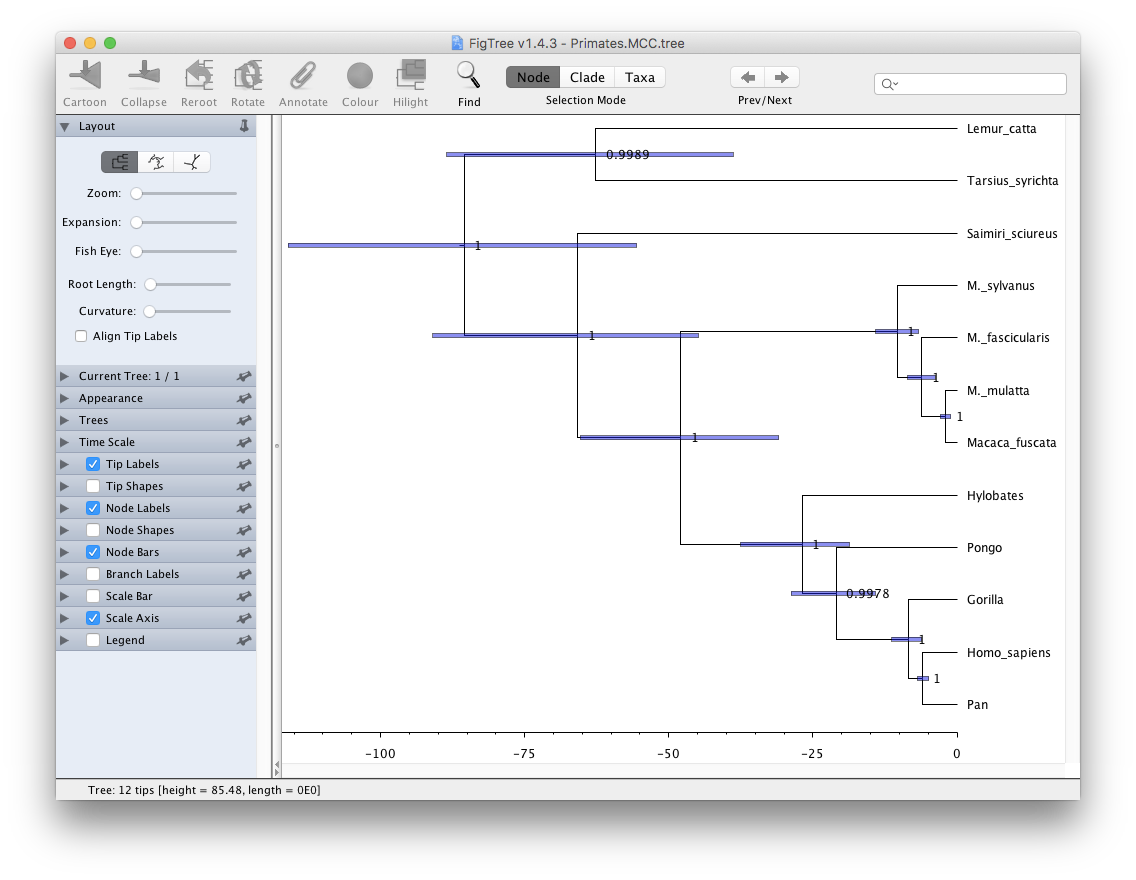 FigTree v1.4.3 - Primates.MCC.tree
Cartoon Collapse Reroot Rotate Annotate Colour Hilight Find
Node Clade Taxa
Selection Mode
Prev/Next
Layout
Zoom:
Expansion:
Fish Eye:
Root Length:
Curvature:
Align Tip Labels
Current Tree: 1 / 1
Appearance
Trees
Time Scale
Tip Labels
Tip Shapes
Node Labels
Node Shapes
Node Bars
Branch Labels
Scale Bar
Scale Axis
Legend
Lemur_catta
0.9989
Tarsius_syrichta
Saimiri_sciureus
1
M._sylvanus
1
1
M._fascicularis
1
M._mulatta
1
1
Macaca_fuscata
Hylobates
1
Pongo
0.9978
Gorilla
1
Homo_sapiens
1
Pan
-100 -75 -50 -25 0
Tree: 12 tips [height = 85.48, length = 0E0]